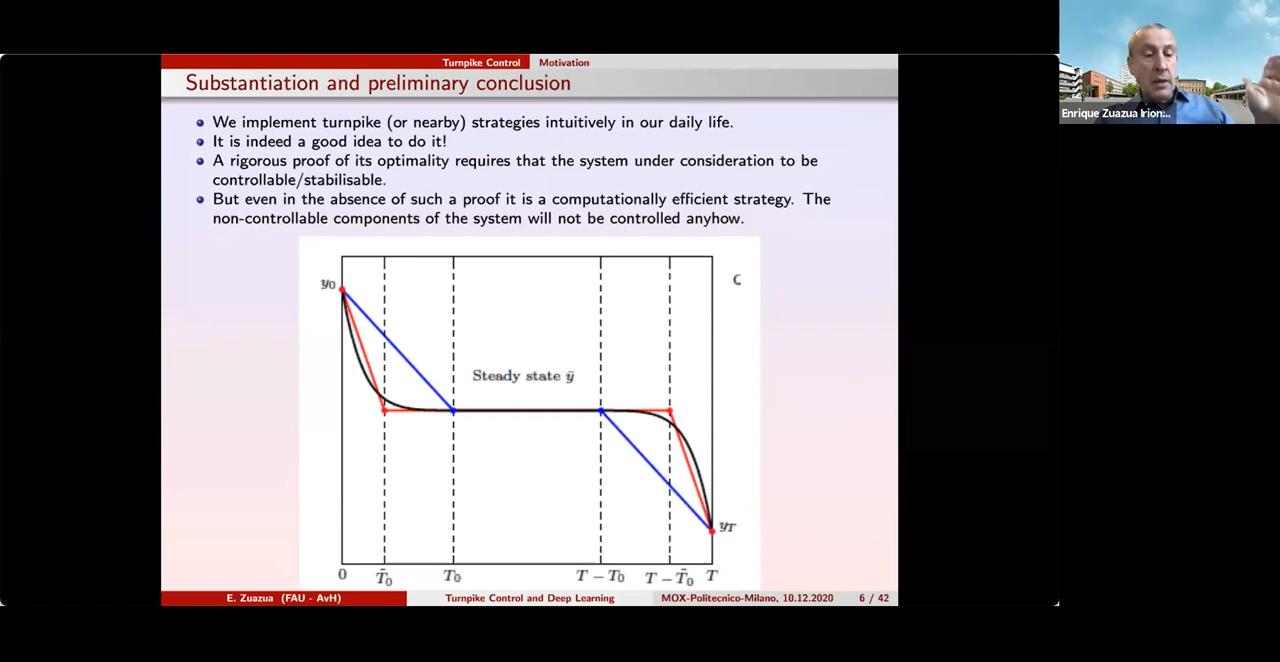 Turnpike Control Motivation
Substantiation and preliminary conclusion
We implement turnpike (or nearby) strategies intuitively in our daily life.
It is indeed a good idea to do it!
A rigorous proof of its optimality requires that the system under consideration to be
controllable/stabilisable.
But even in the absence of such a proof it is a computationally efficient strategy. The
non-controllable components of the system will not be controlled anyhow.
y₀
Steady state ȳ
y_T
0 T̄₀ T₀ T − T₀ T − T̄₀ T
E. Zuazua (FAU - AvH) Turnpike Control and Deep Learning MOX-Politecnico-Milano, 10.12.2020 6 / 42
Enrique Zuazua Irion...